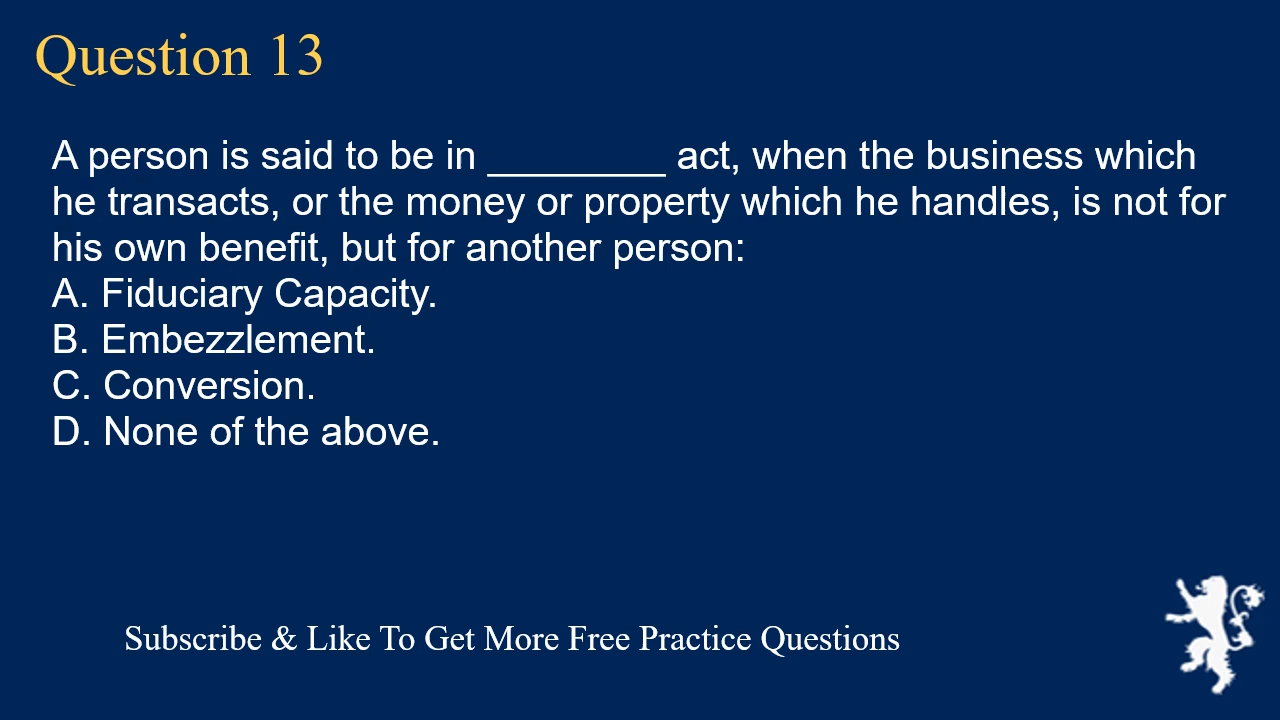 Question 13
A person is said to be in ________ act, when the business which
he transacts, or the money or property which he handles, is not for
his own benefit, but for another person:
A. Fiduciary Capacity.
B. Embezzlement.
C. Conversion.
D. None of the above.
Subscribe & Like To Get More Free Practice Questions